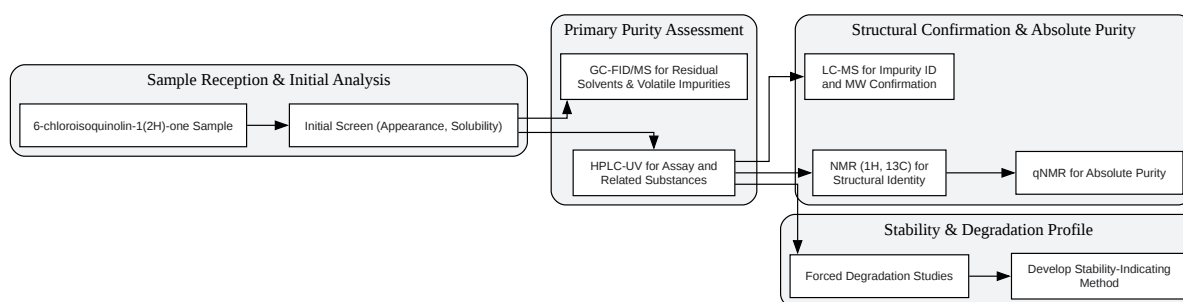 Sample Reception & Initial Analysis
6-chloroisoquinolin-1(2H)-one Sample
Initial Screen (Appearance, Solubility)
Primary Purity Assessment
GC-FID/MS for Residual
Solvents & Volatile Impurities
HPLC-UV for Assay and
Related Substances
Structural Confirmation & Absolute Purity
LC-MS for Impurity ID
and MW Confirmation
NMR (1H, 13C) for
Structural Identity
qNMR for Absolute Purity
Stability & Degradation Profile
Forced Degradation Studies
Develop Stability-Indicating
Method